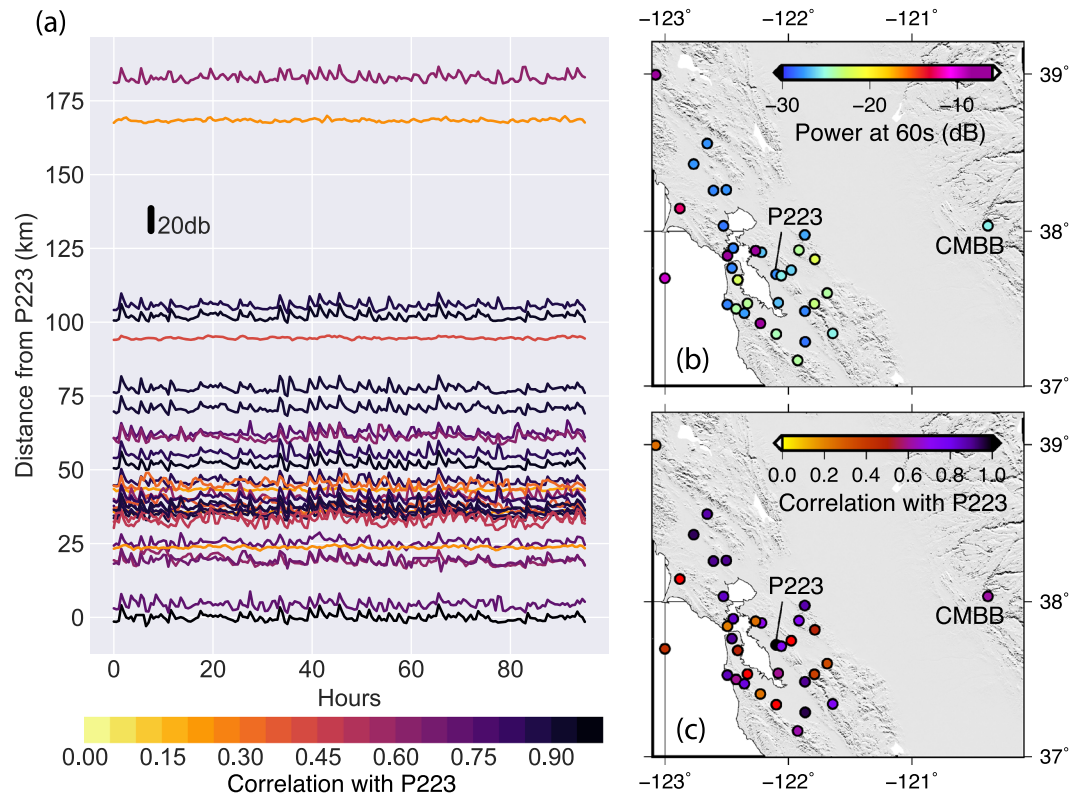 (a)
Distance from P223 (km)
175
150
125
100
75
50
25
0
20db
0 20 40 60 80
Hours
0.00 0.15 0.30 0.45 0.60 0.75 0.90
Correlation with P223
−123˚ −122˚ −121˚
−30 −20 −10
Power at 60s (dB)
39˚
P223
38˚
CMBB
(b)
37˚
0.0 0.2 0.4 0.6 0.8 1.0
39˚
Correlation with P223
P223
38˚
CMBB
(c)
37˚
−123˚ −122˚ −121˚